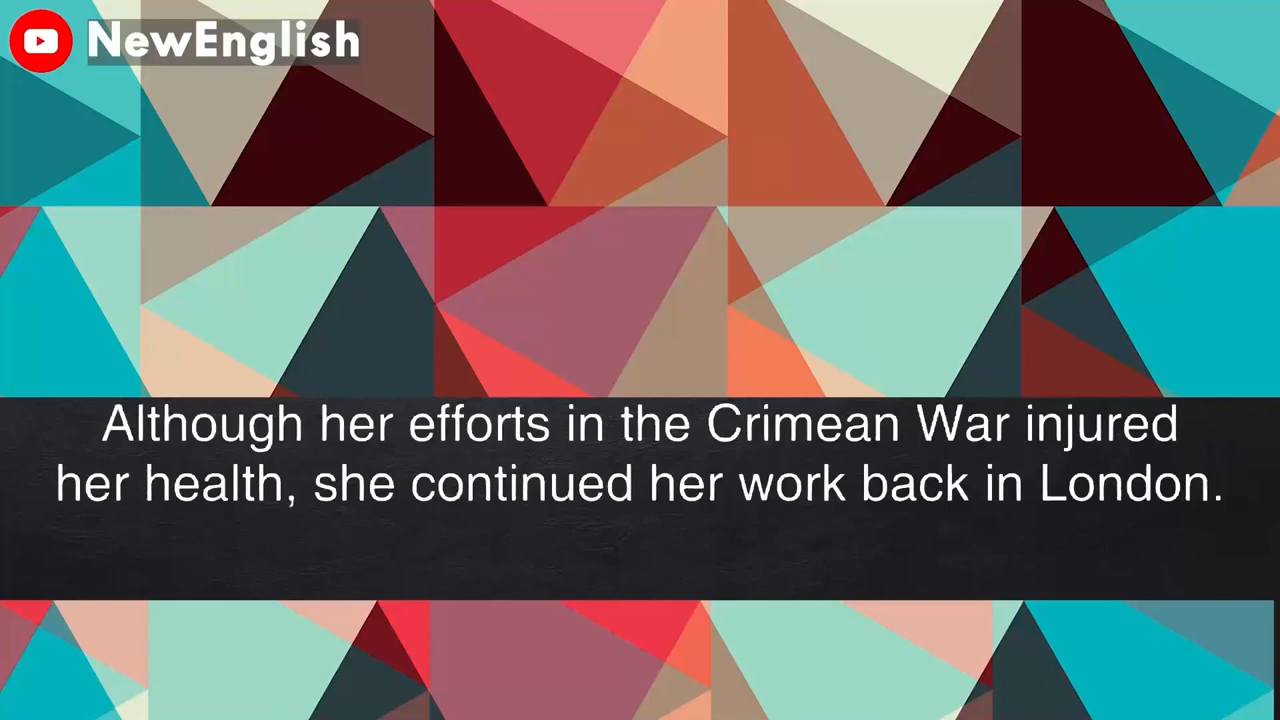 NewEnglish
Although her efforts in the Crimean War injured
her health, she continued her work back in London.